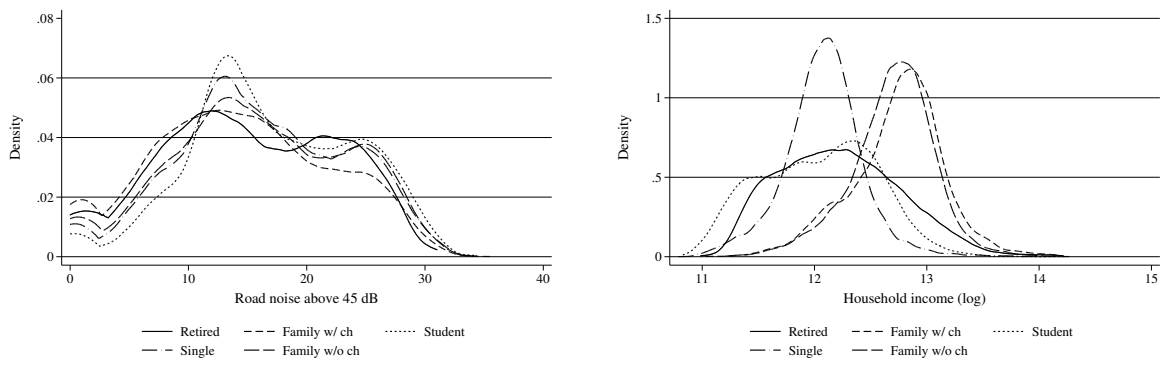 .08
.06
.04
.02
0
Density
0 10 20 30 40
Road noise above 45 dB
Retired Family w/ ch Student
Single Family w/o ch
1.5
1
.5
0
Density
11 12 13 14 15
Household income (log)
Retired Family w/ ch Student
Single Family w/o ch